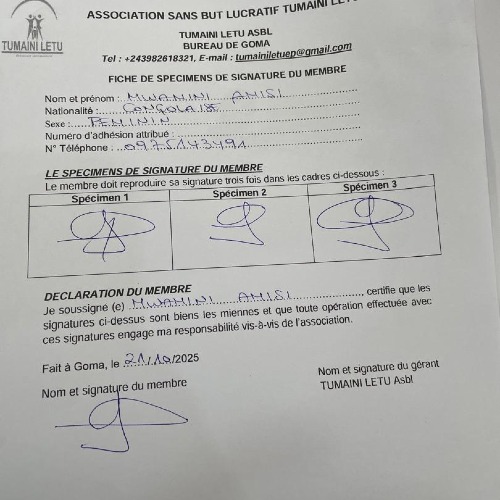 ASSOCIATION SANS BUT LUCRATIF TUMAINI LETU
TUMAINI LETU
TUMAINI LETU ASBL
BUREAU DE GOMA
Tel : +243982618321, E-mail : tumainiletuep@gmail.com
FICHE DE SPECIMENS DE SIGNATURE DU MEMBRE
Nom et prénom : MWAMINI AMISI
Nationalité : CONGOLAISE
Sexe : FEMININ
Numéro d'adhésion attribué :
N° Téléphone : 0975143491
LE SPECIMENS DE SIGNATURE DU MEMBRE
Le membre doit reproduire sa signature trois fois dans les cadres ci-dessous :
Spécimen 1 Spécimen 2 Spécimen 3
DECLARATION DU MEMBRE
Je soussigné (e) MWAMINI AMISI, certifie que les
signatures ci-dessus sont biens les miennes et que toute opération effectuée avec
ces signatures engage ma responsabilité vis-à-vis de l'association.
Fait à Goma, le 21/10/2025
Nom et signature du membre
Nom et signature du gérant
TUMAINI LETU Asbl